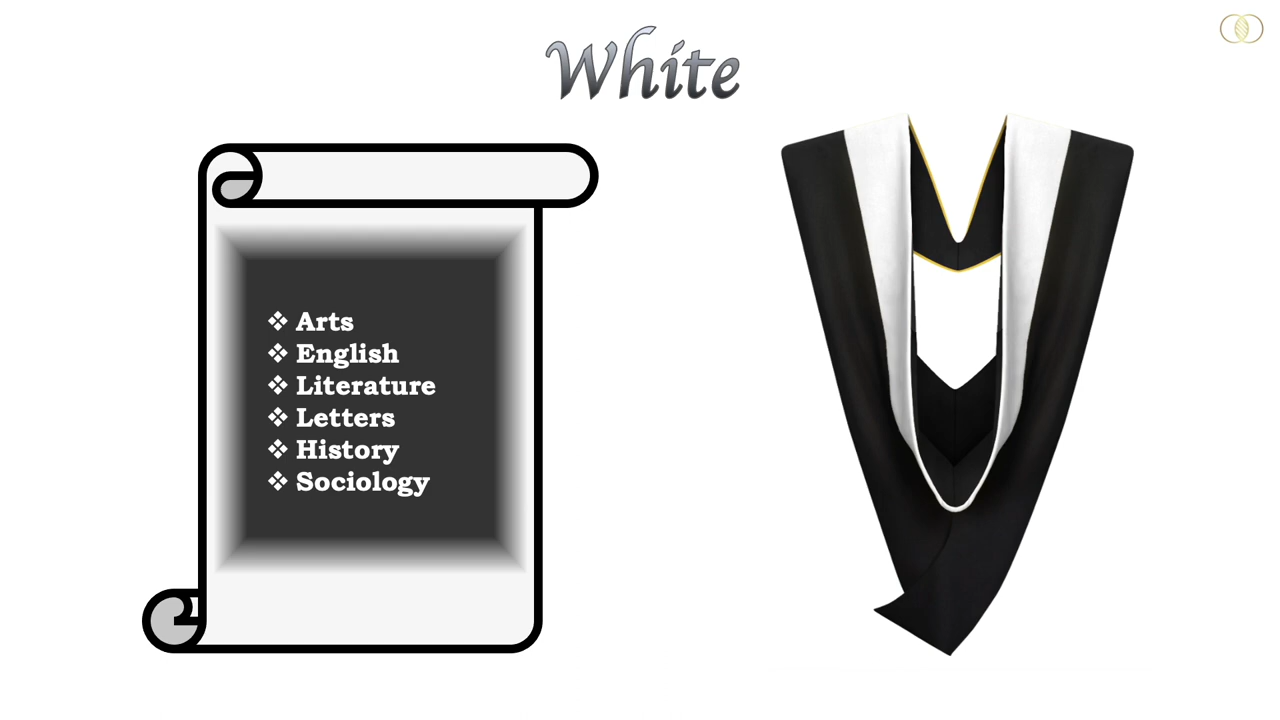 White
❖ Arts
❖ English
❖ Literature
❖ Letters
❖ History
❖ Sociology